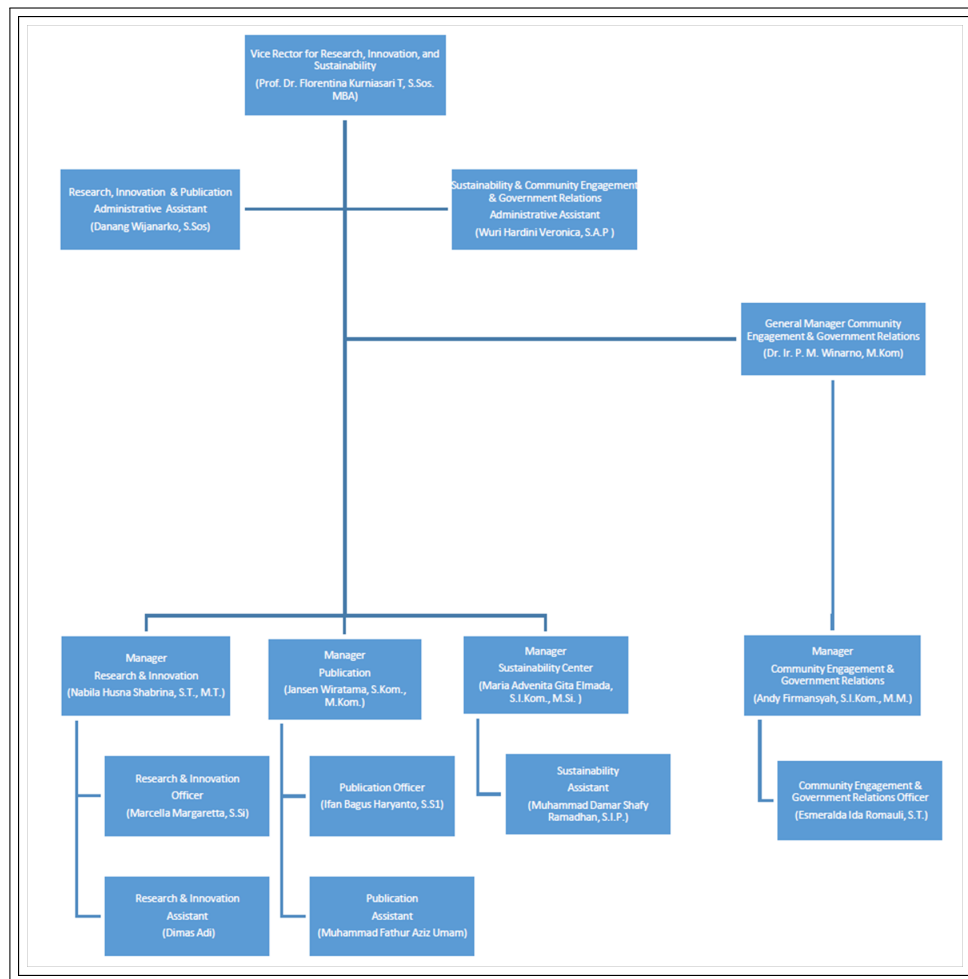 Vice Rector for Research, Innovation, and
Sustainability
(Prof. Dr. Florentina Kurniasari T, S.Sos.
MBA)
Research, Innovation & Publication
Administrative Assistant
(Danang Wijanarko, S.Sos)
Sustainability & Community Engagement
& Government Relations
Administrative Assistant
(Wuri Hardini Veronica, S.A.P )
General Manager Community
Engagement & Government Relations
(Dr. Ir. P. M. Winarno, M.Kom)
Manager
Research & Innovation
(Nabila Husna Shabrina, S.T., M.T.)
Manager
Publication
(Jansen Wiratama, S.Kom.,
M.Kom.)
Manager
Sustainability Center
(Maria Advenita Gita Elmada,
S.I.Kom., M.Si. )
Manager
Community Engagement &
Government Relations
(Andy Firmansyah, S.I.Kom., M.M.)
Research & Innovation
Officer
(Marcella Margaretta, S.Si)
Publication Officer
(Ifan Bagus Haryanto, S.S1)
Sustainability
Assistant
(Muhammad Damar Shafy
Ramadhan, S.I.P.)
Community Engagement &
Government Relations Officer
(Esmeralda Ida Romauli, S.T.)
Research & Innovation
Assistant
(Dimas Adi)
Publication
Assistant
(Muhammad Fathur Aziz Umam)